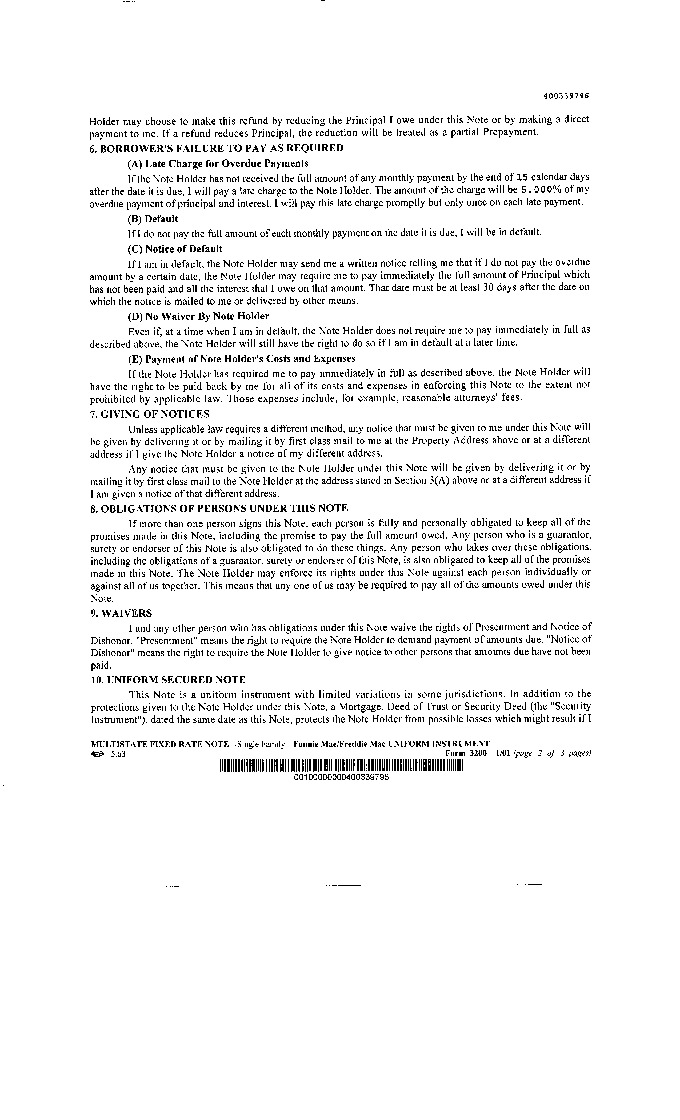 400339796
Holder may choose to make this refund by reducing the Principal I owe under this Note or by making a direct
payment to me. If a refund reduces Principal, the reduction will be treated as a partial Prepayment.
6. BORROWER'S FAILURE TO PAY AS REQUIRED
(A) Late Charge for Overdue Payments
If the Note Holder has not received the full amount of any monthly payment by the end of 15 calendar days
after the date it is due, I will pay a late charge to the Note Holder. The amount of the charge will be 5.000% of my
overdue payment of principal and interest. I will pay this late charge promptly but only once on each late payment.
(B) Default
If I do not pay the full amount of each monthly payment on the date it is due, I will be in default.
(C) Notice of Default
If I am in default, the Note Holder may send me a written notice telling me that if I do not pay the overdue
amount by a certain date, the Note Holder may require me to pay immediately the full amount of Principal which
has not been paid and all the interest that I owe on that amount. That date must be at least 30 days after the date on
which the notice is mailed to me or delivered by other means.
(D) No Waiver By Note Holder
Even if, at a time when I am in default, the Note Holder does not require me to pay immediately in full as
described above, the Note Holder will still have the right to do so if I am in default at a later time.
(E) Payment of Note Holder's Costs and Expenses
If the Note Holder has required me to pay immediately in full as described above, the Note Holder will
have the right to be paid back by me for all of its costs and expenses in enforcing this Note to the extent not
prohibited by applicable law. Those expenses include, for example, reasonable attorneys' fees.
7. GIVING OF NOTICES
Unless applicable law requires a different method, any notice that must be given to me under this Note will
be given by delivering it or by mailing it by first class mail to me at the Property Address above or at a different
address if I give the Note Holder a notice of my different address.
Any notice that must be given to the Note Holder under this Note will be given by delivering it or by
mailing it by first class mail to the Note Holder at the address stated in Section 3(A) above or at a different address if
I am given a notice of that different address.
8. OBLIGATIONS OF PERSONS UNDER THIS NOTE
If more than one person signs this Note, each person is fully and personally obligated to keep all of the
promises made in this Note, including the promise to pay the full amount owed. Any person who is a guarantor,
surety or endorser of this Note is also obligated to do these things. Any person who takes over these obligations,
including the obligations of a guarantor, surety or endorser of this Note, is also obligated to keep all of the promises
made in this Note. The Note Holder may enforce its rights under this Note against each person individually or
against all of us together. This means that any one of us may be required to pay all of the amounts owed under this
Note.
9. WAIVERS
I and any other person who has obligations under this Note waive the rights of Presentment and Notice of
Dishonor. "Presentment" means the right to require the Note Holder to demand payment of amounts due. "Notice of
Dishonor" means the right to require the Note Holder to give notice to other persons that amounts due have not been
paid.
10. UNIFORM SECURED NOTE
This Note is a uniform instrument with limited variations in some jurisdictions. In addition to the
protections given to the Note Holder under this Note, a Mortgage, Deed of Trust or Security Deed (the "Security
Instrument"), dated the same date as this Note, protects the Note Holder from possible losses which might result if I
MULTISTATE FIXED RATE NOTE - Single Family - Fannie Mae/Freddie Mac UNIFORM INSTRUMENT
5.63 Form 3200 1/01 (page 2 of 3 pages)